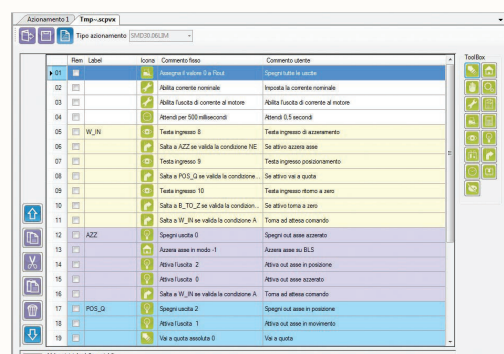 Azionamento 1 Tmp~.scpvx
Tipo azionamento SMD30.06LIM
Rem Label Icona Commento fisso Commento utente
ToolBox
01 Assegna il valore 0 a Rout Spegni tutte le uscite
02 Abilita corrente nominale Imposta la corrente nominale
03 Abilita l'uscita di corrente al motore Abilita l'uscita di corrente al motore
04 Attendi per 500 millisecondi Attendi 0,5 secondi
05 W_IN Testa ingresso 8 Testa ingresso di azzeramento
06 Salta a AZZ se valida la condizione NE Se attivo azzera asse
07 Testa ingresso 9 Testa ingresso posizionamento
08 Salta a POS_Q se valida la condizione... Se attivo vai a quota
09 Testa ingresso 10 Testa ingresso ritorno a zero
10 Salta a B_TO_Z se valida la condizion... Se attivo torna a zero
11 Salta a W_IN se valida la condizione A Torna ad attesa comando
12 AZZ Spegni uscita 0 Spegni out asse azzerato
13 Azzera asse in modo -1 Azzera asse su BLS
14 Attiva l'uscita 2 Attiva out asse in posizione
15 Attiva l'uscita 0 Attiva out asse azzerato
16 Salta a W_IN se valida la condizione A Torna ad attesa comando
17 POS_Q Spegni uscita 2 Spegni out asse in posizione
18 Attiva l'uscita 1 Attiva out asse in movimento
19 Vai a quota assoluta 0 Vai a quota